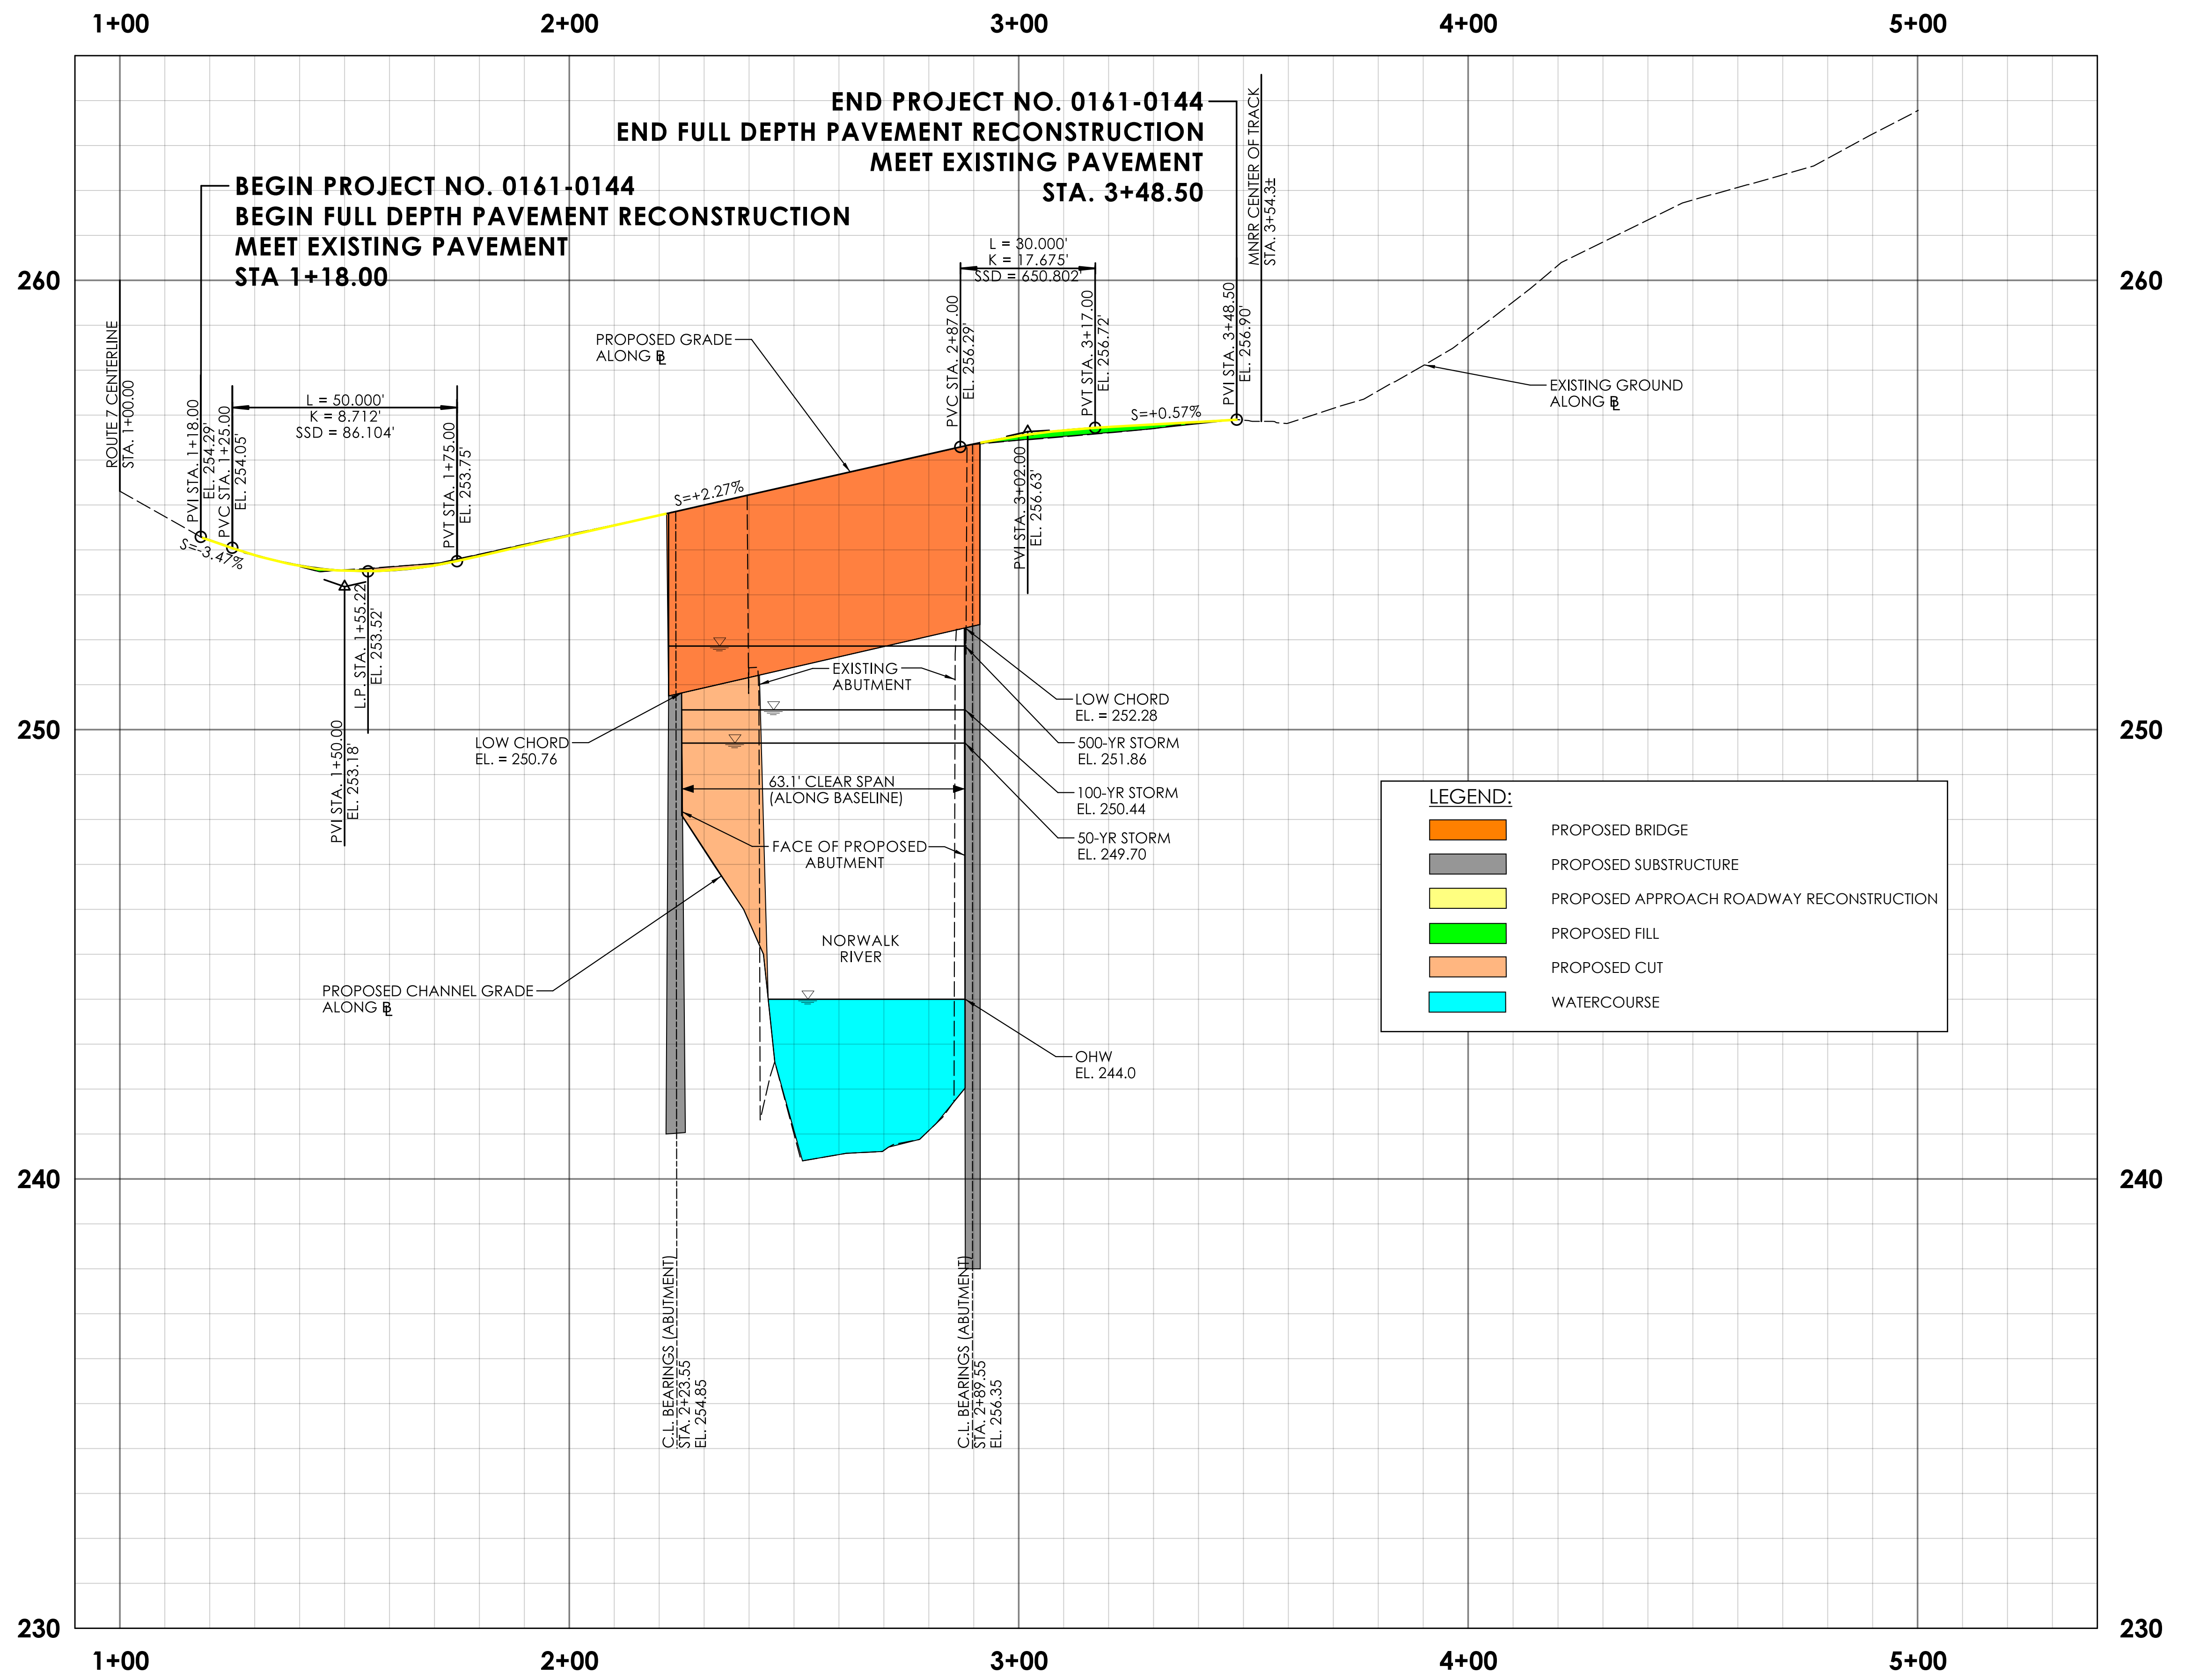 1+00
2+00
3+00
4+00
5+00
END PROJECT NO. 0161-0144
END FULL DEPTH PAVEMENT RECONSTRUCTION
MEET EXISTING PAVEMENT
STA. 3+48.50
BEGIN PROJECT NO. 0161-0144
BEGIN FULL DEPTH PAVEMENT RECONSTRUCTION
MEET EXISTING PAVEMENT
STA 1+18.00
MNRR CENTER OF TRACK
STA. 3+54.3±
L = 30.000'
K = 17.675'
SSD = 650.802'
260
260
ROUTE 7 CENTERLINE
STA. 1+00.00
PVI STA. 1+18.00
EL. 254.29'
PVC STA. 1+25.00
EL. 254.05'
L = 50.000'
K = 8.712'
SSD = 86.104'
PVT STA. 1+75.00
EL. 253.75'
PROPOSED GRADE
ALONG BL
PVC STA. 2+87.00
EL. 256.29'
PVT STA. 3+17.00
EL. 256.72'
PVI STA. 3+48.50
EL. 256.90'
EXISTING GROUND
ALONG BL
S=+0.57%
S=+2.27%
S=-3.47%
PVI STA. 3+02.00
EL. 256.63'
L.P. STA. 1+55.22
EL. 253.52'
PVI STA. 1+50.00
EL. 253.18'
EXISTING
ABUTMENT
LOW CHORD
EL. = 252.28
250
250
LOW CHORD
EL. = 250.76
500-YR STORM
EL. 251.86
63.1' CLEAR SPAN
(ALONG BASELINE)
100-YR STORM
EL. 250.44
50-YR STORM
EL. 249.70
FACE OF PROPOSED
ABUTMENT
LEGEND:
PROPOSED BRIDGE
PROPOSED SUBSTRUCTURE
PROPOSED APPROACH ROADWAY RECONSTRUCTION
PROPOSED FILL
PROPOSED CUT
WATERCOURSE
NORWALK
RIVER
PROPOSED CHANNEL GRADE
ALONG BL
OHW
EL. 244.0
240
240
C.L. BEARINGS (ABUTMENT)
STA. 2+23.55
EL. 254.85
C.L. BEARINGS (ABUTMENT)
STA. 2+89.55
EL. 256.35
230
230
1+00
2+00
3+00
4+00
5+00